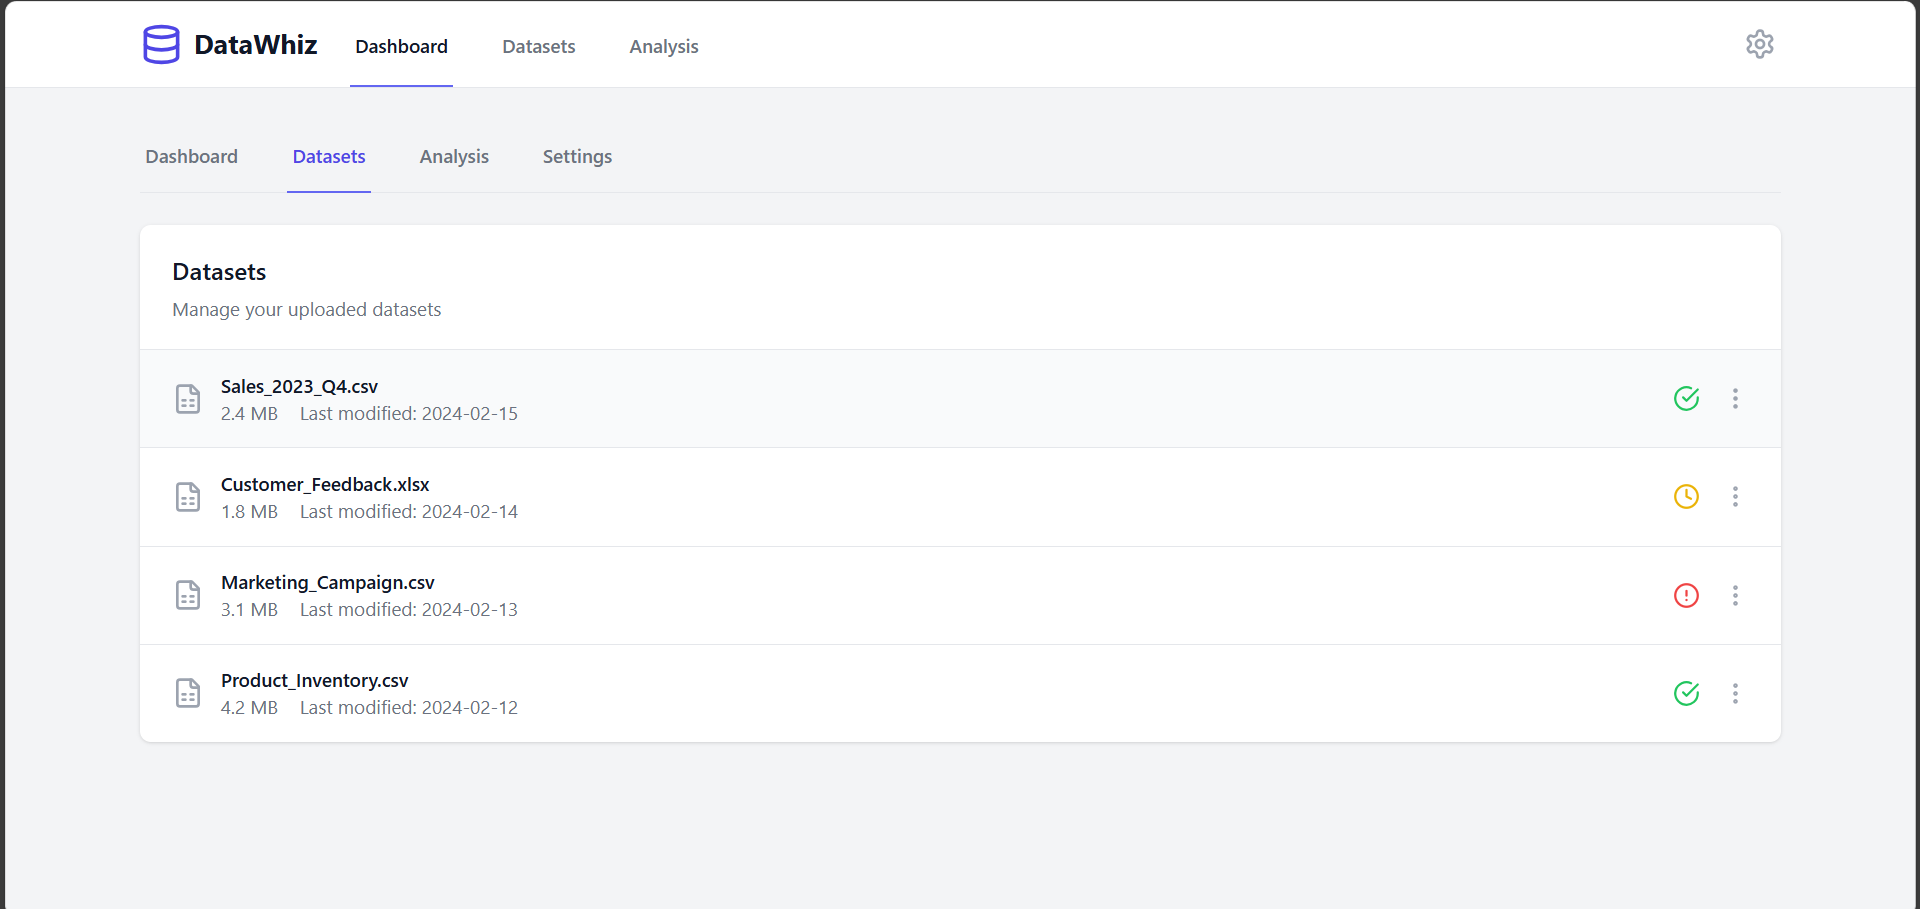 DataWhiz Dashboard Datasets Analysis
Dashboard Datasets Analysis Settings
Datasets
Manage your uploaded datasets
Sales_2023_Q4.csv
2.4 MB Last modified: 2024-02-15
Customer_Feedback.xlsx
1.8 MB Last modified: 2024-02-14
Marketing_Campaign.csv
3.1 MB Last modified: 2024-02-13
Product_Inventory.csv
4.2 MB Last modified: 2024-02-12